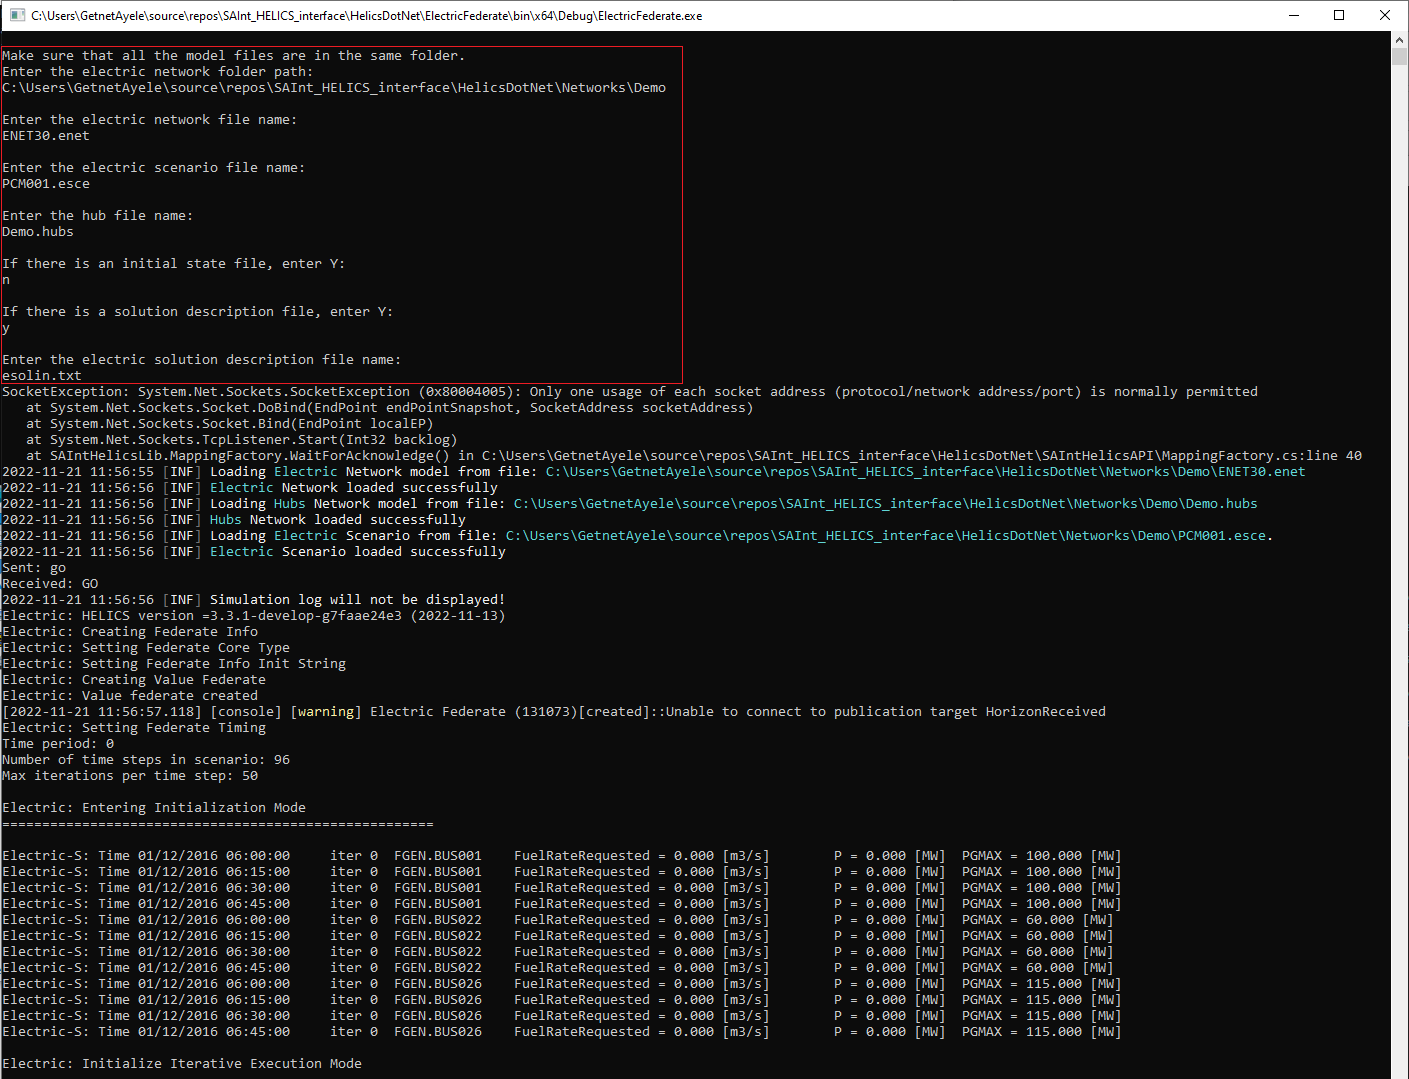 C:\Users\GetnetAyele\source\repos\SAInt_HELICS_interface\HelicsDotNet\ElectricFederate\bin\x64\Debug\ElectricFederate.exe
Make sure that all the model files are in the same folder.
Enter the electric network folder path:
C:\Users\GetnetAyele\source\repos\SAInt_HELICS_interface\HelicsDotNet\Networks\Demo
Enter the electric network file name:
ENET30.enet
Enter the electric scenario file name:
PCM001.esce
Enter the hub file name:
Demo.hubs
If there is an initial state file, enter Y:
n
If there is a solution description file, enter Y:
y
Enter the electric solution description file name:
esolin.txt
SocketException: System.Net.Sockets.SocketException (0x80004005): Only one usage of each socket address (protocol/network address/port) is normally permitted
   at System.Net.Sockets.Socket.DoBind(EndPoint endPointSnapshot, SocketAddress socketAddress)
   at System.Net.Sockets.Socket.Bind(EndPoint localEP)
   at System.Net.Sockets.TcpListener.Start(Int32 backlog)
   at SAIntHelicsLib.MappingFactory.WaitForAcknowledge() in C:\Users\GetnetAyele\source\repos\SAInt_HELICS_interface\HelicsDotNet\SAIntHelicsAPI\MappingFactory.cs:line 40
2022-11-21 11:56:55 [INF] Loading Electric Network model from file: C:\Users\GetnetAyele\source\repos\SAInt_HELICS_interface\HelicsDotNet\Networks\Demo\ENET30.enet
2022-11-21 11:56:56 [INF] Electric Network loaded successfully
2022-11-21 11:56:56 [INF] Loading Hubs Network model from file: C:\Users\GetnetAyele\source\repos\SAInt_HELICS_interface\HelicsDotNet\Networks\Demo\Demo.hubs
2022-11-21 11:56:56 [INF] Hubs Network loaded successfully
2022-11-21 11:56:56 [INF] Loading Electric Scenario from file: C:\Users\GetnetAyele\source\repos\SAInt_HELICS_interface\HelicsDotNet\Networks\Demo\PCM001.esce.
2022-11-21 11:56:56 [INF] Electric Scenario loaded successfully
Sent: go
Received: GO
2022-11-21 11:56:56 [INF] Simulation log will not be displayed!
Electric: HELICS version =3.3.1-develop-g7faae24e3 (2022-11-13)
Electric: Creating Federate Info
Electric: Setting Federate Core Type
Electric: Setting Federate Info Init String
Electric: Creating Value Federate
Electric: Value federate created
[2022-11-21 11:56:57.118] [console] [warning] Electric Federate (131073)[created]::Unable to connect to publication target HorizonReceived
Electric: Setting Federate Timing
Time period: 0
Number of time steps in scenario: 96
Max iterations per time step: 50
Electric: Entering Initialization Mode
======================================================
Electric-S: Time 01/12/2016 06:00:00     iter 0  FGEN.BUS001    FuelRateRequested = 0.000 [m3/s]        P = 0.000 [MW]  PGMAX = 100.000 [MW]
Electric-S: Time 01/12/2016 06:15:00     iter 0  FGEN.BUS001    FuelRateRequested = 0.000 [m3/s]        P = 0.000 [MW]  PGMAX = 100.000 [MW]
Electric-S: Time 01/12/2016 06:30:00     iter 0  FGEN.BUS001    FuelRateRequested = 0.000 [m3/s]        P = 0.000 [MW]  PGMAX = 100.000 [MW]
Electric-S: Time 01/12/2016 06:45:00     iter 0  FGEN.BUS001    FuelRateRequested = 0.000 [m3/s]        P = 0.000 [MW]  PGMAX = 100.000 [MW]
Electric-S: Time 01/12/2016 06:00:00     iter 0  FGEN.BUS022    FuelRateRequested = 0.000 [m3/s]        P = 0.000 [MW]  PGMAX = 60.000 [MW]
Electric-S: Time 01/12/2016 06:15:00     iter 0  FGEN.BUS022    FuelRateRequested = 0.000 [m3/s]        P = 0.000 [MW]  PGMAX = 60.000 [MW]
Electric-S: Time 01/12/2016 06:30:00     iter 0  FGEN.BUS022    FuelRateRequested = 0.000 [m3/s]        P = 0.000 [MW]  PGMAX = 60.000 [MW]
Electric-S: Time 01/12/2016 06:45:00     iter 0  FGEN.BUS022    FuelRateRequested = 0.000 [m3/s]        P = 0.000 [MW]  PGMAX = 60.000 [MW]
Electric-S: Time 01/12/2016 06:00:00     iter 0  FGEN.BUS026    FuelRateRequested = 0.000 [m3/s]        P = 0.000 [MW]  PGMAX = 115.000 [MW]
Electric-S: Time 01/12/2016 06:15:00     iter 0  FGEN.BUS026    FuelRateRequested = 0.000 [m3/s]        P = 0.000 [MW]  PGMAX = 115.000 [MW]
Electric-S: Time 01/12/2016 06:30:00     iter 0  FGEN.BUS026    FuelRateRequested = 0.000 [m3/s]        P = 0.000 [MW]  PGMAX = 115.000 [MW]
Electric-S: Time 01/12/2016 06:45:00     iter 0  FGEN.BUS026    FuelRateRequested = 0.000 [m3/s]        P = 0.000 [MW]  PGMAX = 115.000 [MW]
Electric: Initialize Iterative Execution Mode